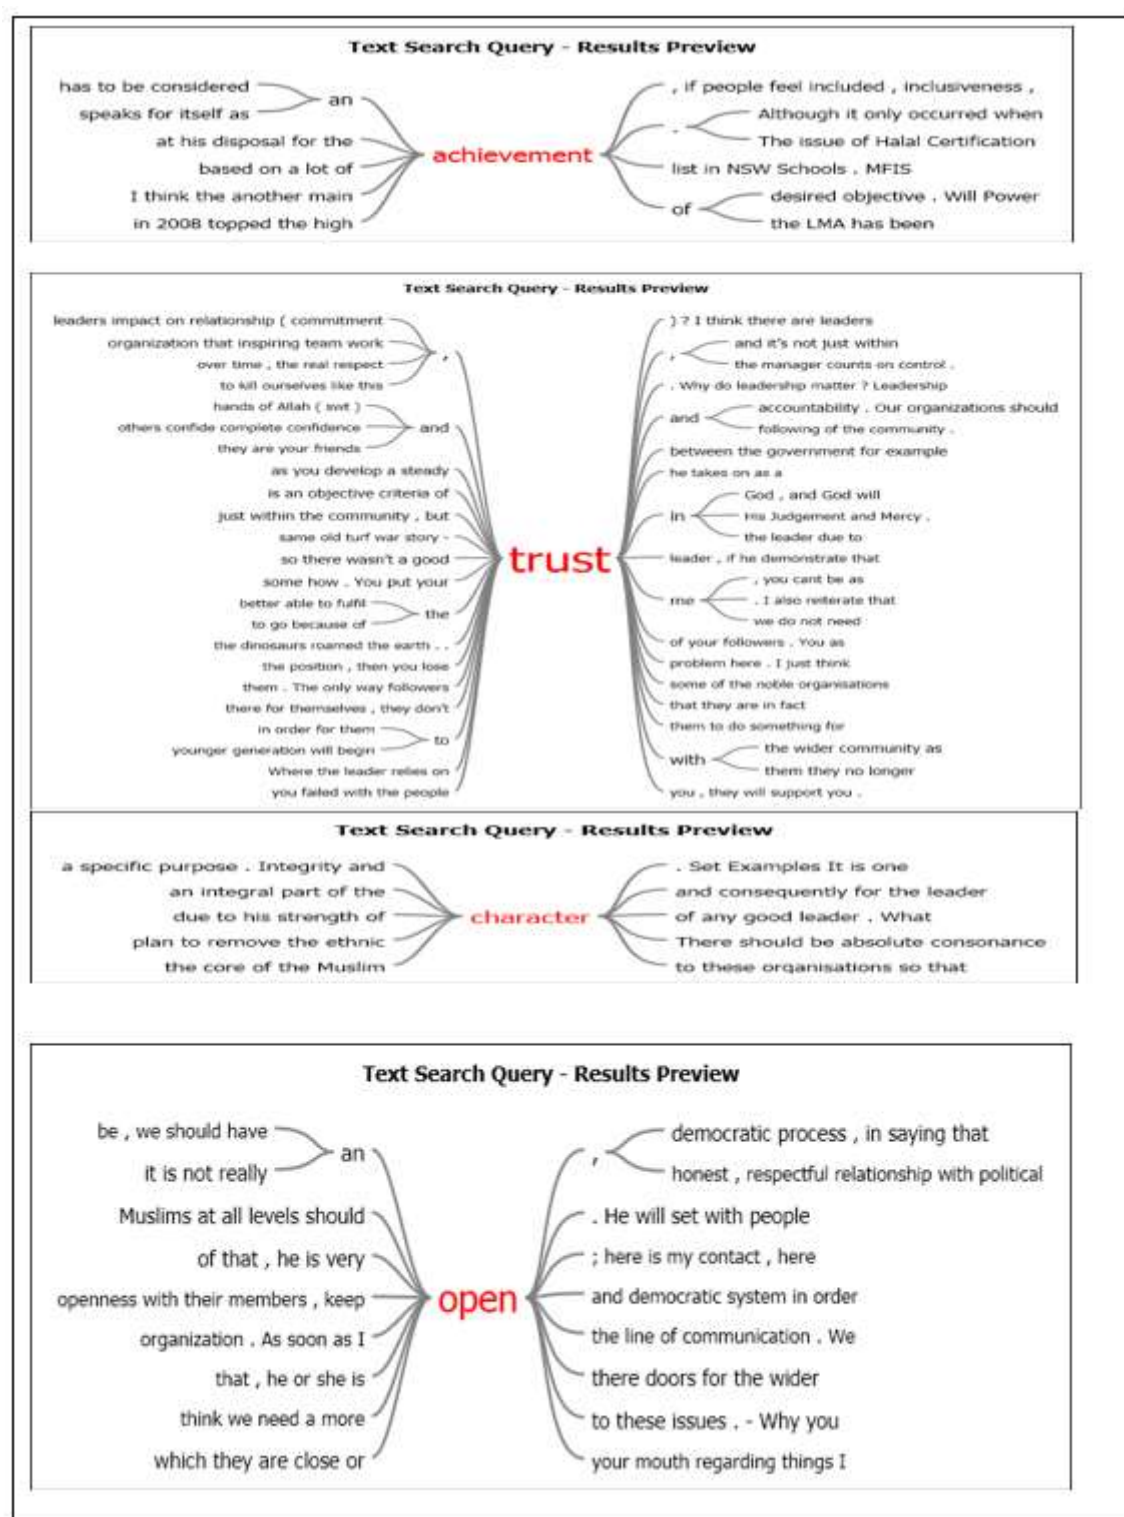 Text Search Query - Results Preview
has to be considered
speaks for itself as
an
at his disposal for the
based on a lot of
I think the another main
in 2008 topped the high
achievement
, if people feel included , inclusiveness ,
.
Although it only occurred when
The issue of Halal Certification
list in NSW Schools . MFIS
of
desired objective . Will Power
the LMA has been
Text Search Query - Results Preview
leaders impact on relationship ( commitment
organization that inspiring team work
over time , the real respect
to kill ourselves like this
,
hands of Allah ( swt )
others confide complete confidence
they are your friends
and
as you develop a steady
is an objective criteria of
just within the community , but
same old turf war story -
so there wasn't a good
some how . You put your
better able to fulfil
to go because of
the
the dinosaurs roamed the earth . .
the position , then you lose
them . The only way followers
there for themselves , they don't
in order for them
younger generation will begin
to
Where the leader relies on
you failed with the people
trust
) ? I think there are leaders
,
and it's not just within
the manager counts on control .
. Why do leadership matter ? Leadership
and
accountability . Our organizations should
following of the community .
between the government for example
he takes on as a
in
God , and God will
His Judgement and Mercy .
the leader due to
leader , if he demonstrate that
me
, you cant be as
. I also reiterate that
we do not need
of your followers . You as
problem here . I just think
some of the noble organisations
that they are in fact
them to do something for
with
the wider community as
them they no longer
you , they will support you .
Text Search Query - Results Preview
a specific purpose . Integrity and
an integral part of the
due to his strength of
plan to remove the ethnic
the core of the Muslim
character
. Set Examples It is one
and consequently for the leader
of any good leader . What
There should be absolute consonance
to these organisations so that
Text Search Query - Results Preview
be , we should have
it is not really
an
Muslims at all levels should
of that , he is very
openness with their members , keep
organization . As soon as I
that , he or she is
think we need a more
which they are close or
open
,
democratic process , in saying that
honest , respectful relationship with political
. He will set with people
; here is my contact , here
and democratic system in order
the line of communication . We
there doors for the wider
to these issues . - Why you
your mouth regarding things I